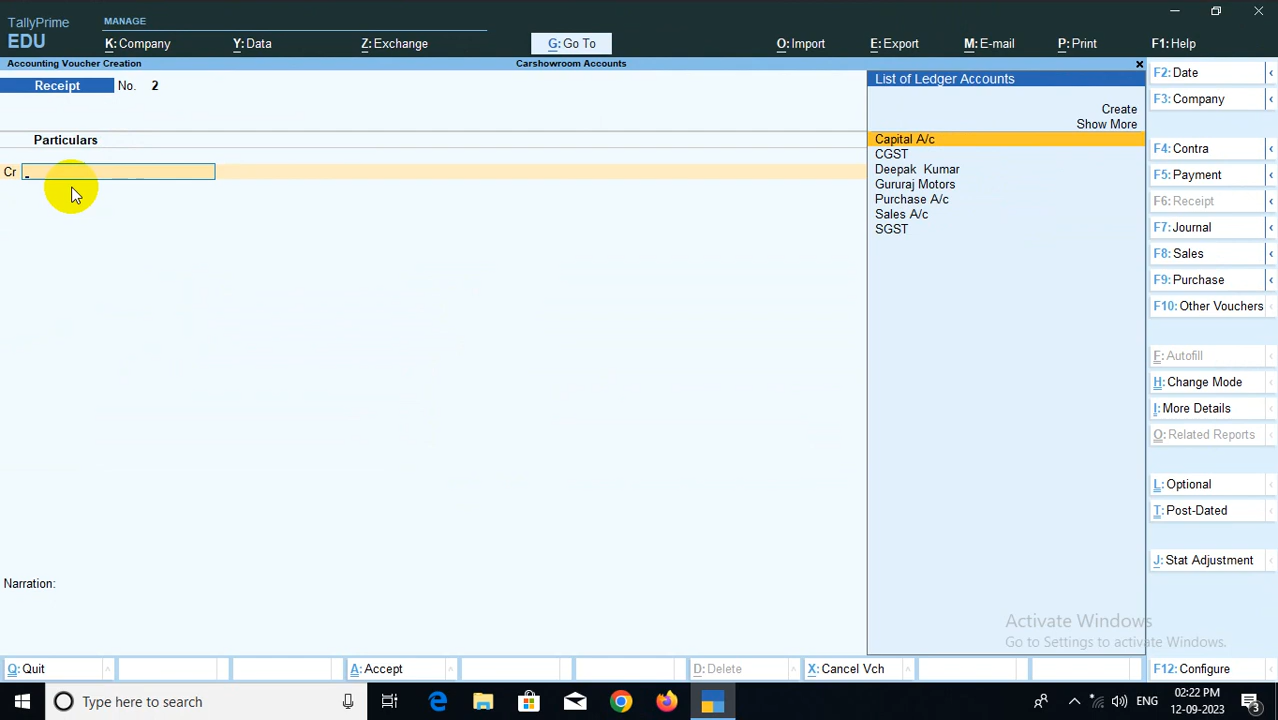 TallyPrime
EDU
MANAGE
K: Company
Y: Data
Z: Exchange
G: Go To
O: Import
E: Export
M: E-mail
P: Print
F1: Help
Accounting Voucher Creation
Carshowroom Accounts
Receipt No. 2
Particulars
Cr
Narration:
List of Ledger Accounts
Create
Show More
Capital A/c
CGST
Deepak Kumar
Gururaj Motors
Purchase A/c
Sales A/c
SGST
F2: Date
F3: Company
F4: Contra
F5: Payment
F6: Receipt
F7: Journal
F8: Sales
F9: Purchase
F10: Other Vouchers
F: Autofill
H: Change Mode
I: More Details
O: Related Reports
L: Optional
T: Post-Dated
J: Stat Adjustment
Activate Windows
Go to Settings to activate Windows.
Q: Quit
A: Accept
D: Delete
X: Cancel Vch
F12: Configure
Type here to search
ENG
02:22 PM
12-09-2023
3